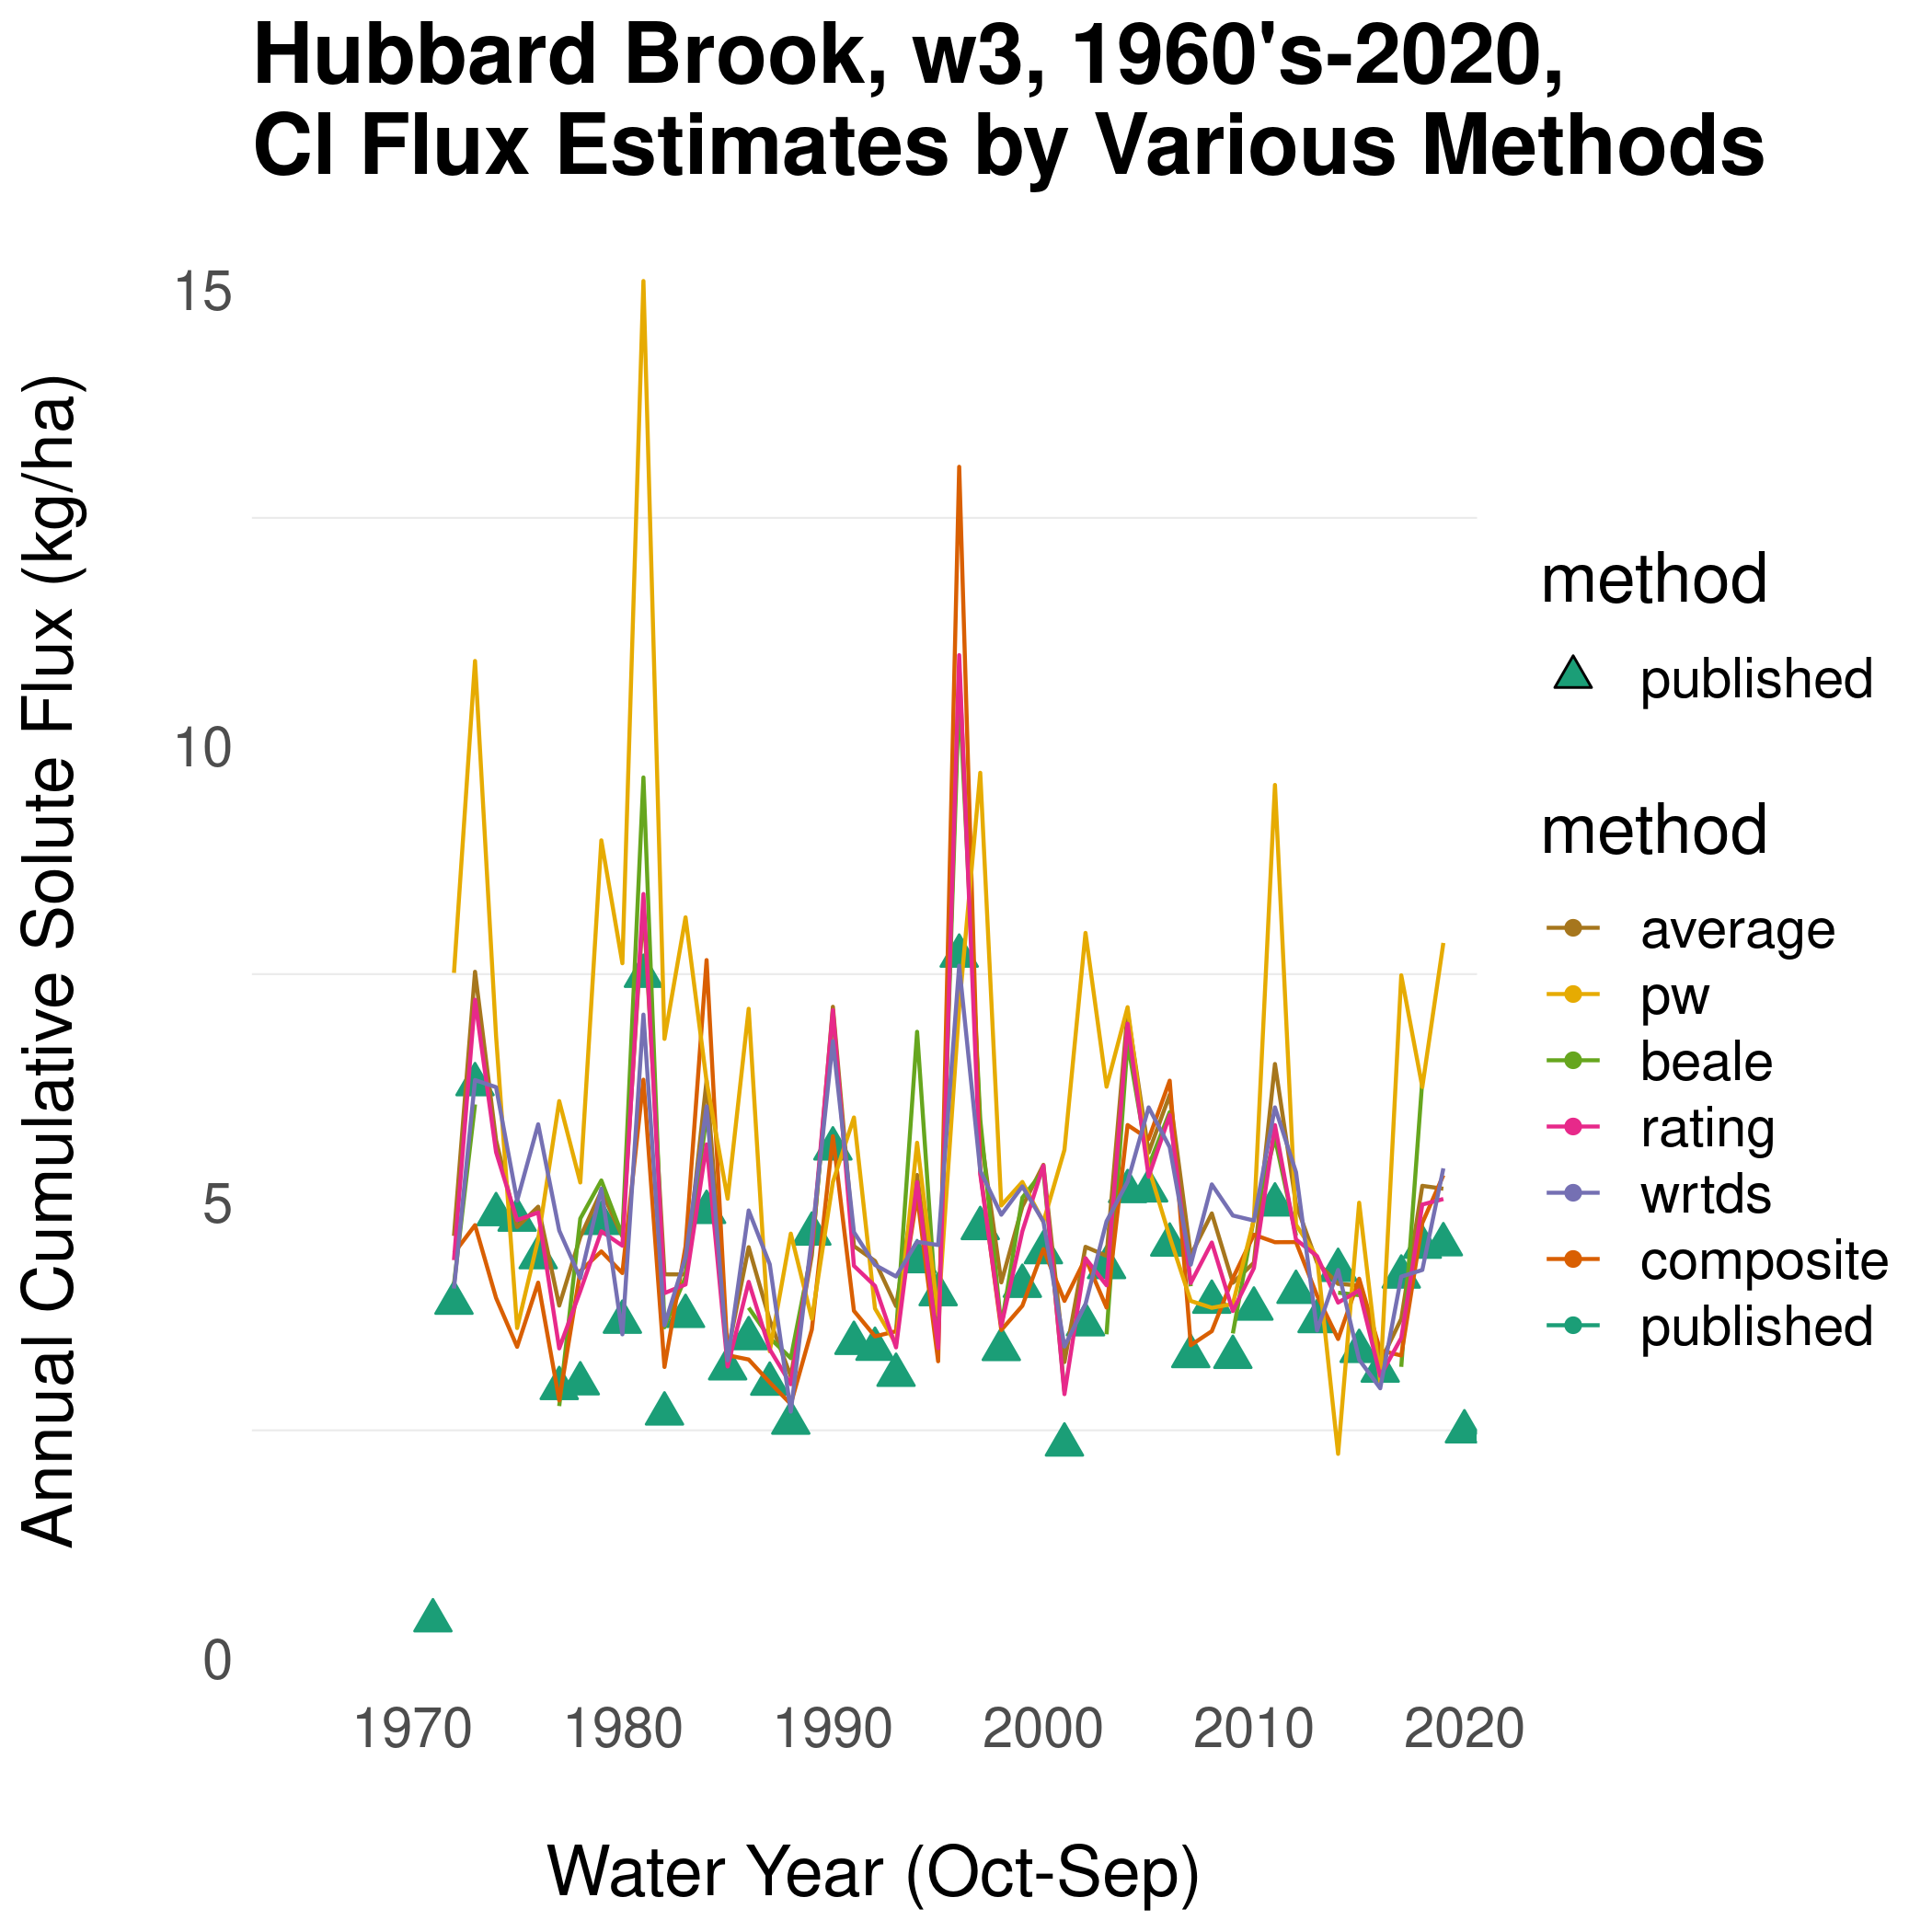 Hubbard Brook, w3, 1960's-2020,
Cl Flux Estimates by Various Methods
Annual Cumulative Solute Flux (kg/ha)
15
10
5
0
1970 1980 1990 2000 2010 2020
Water Year (Oct-Sep)
method
published
method
average
pw
beale
rating
wrtds
composite
published